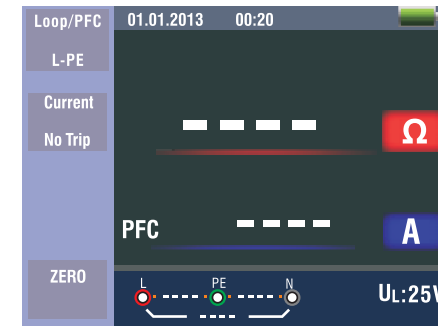 Loop/PFC
L-PE
Current
No Trip
ZERO
01.01.2013 00:20
---- Ω
PFC ---- A
L PE N
----
UL:25V